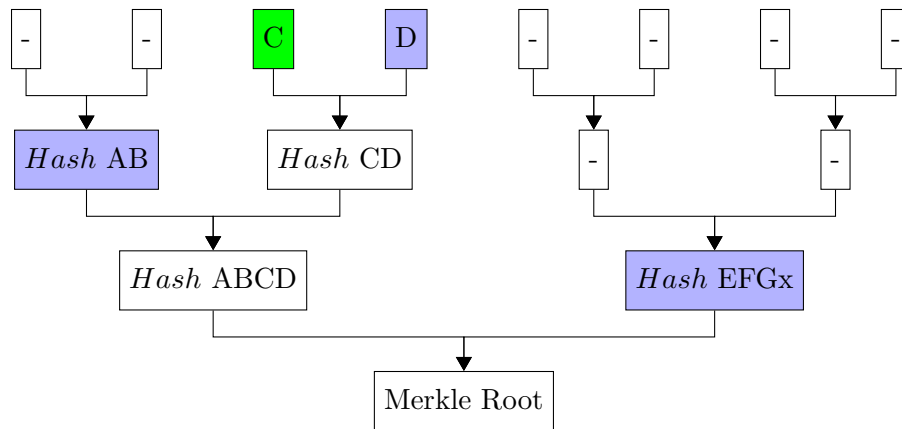 - - C D - - - -
Hash AB Hash CD - -
Hash ABCD Hash EFGx
Merkle Root